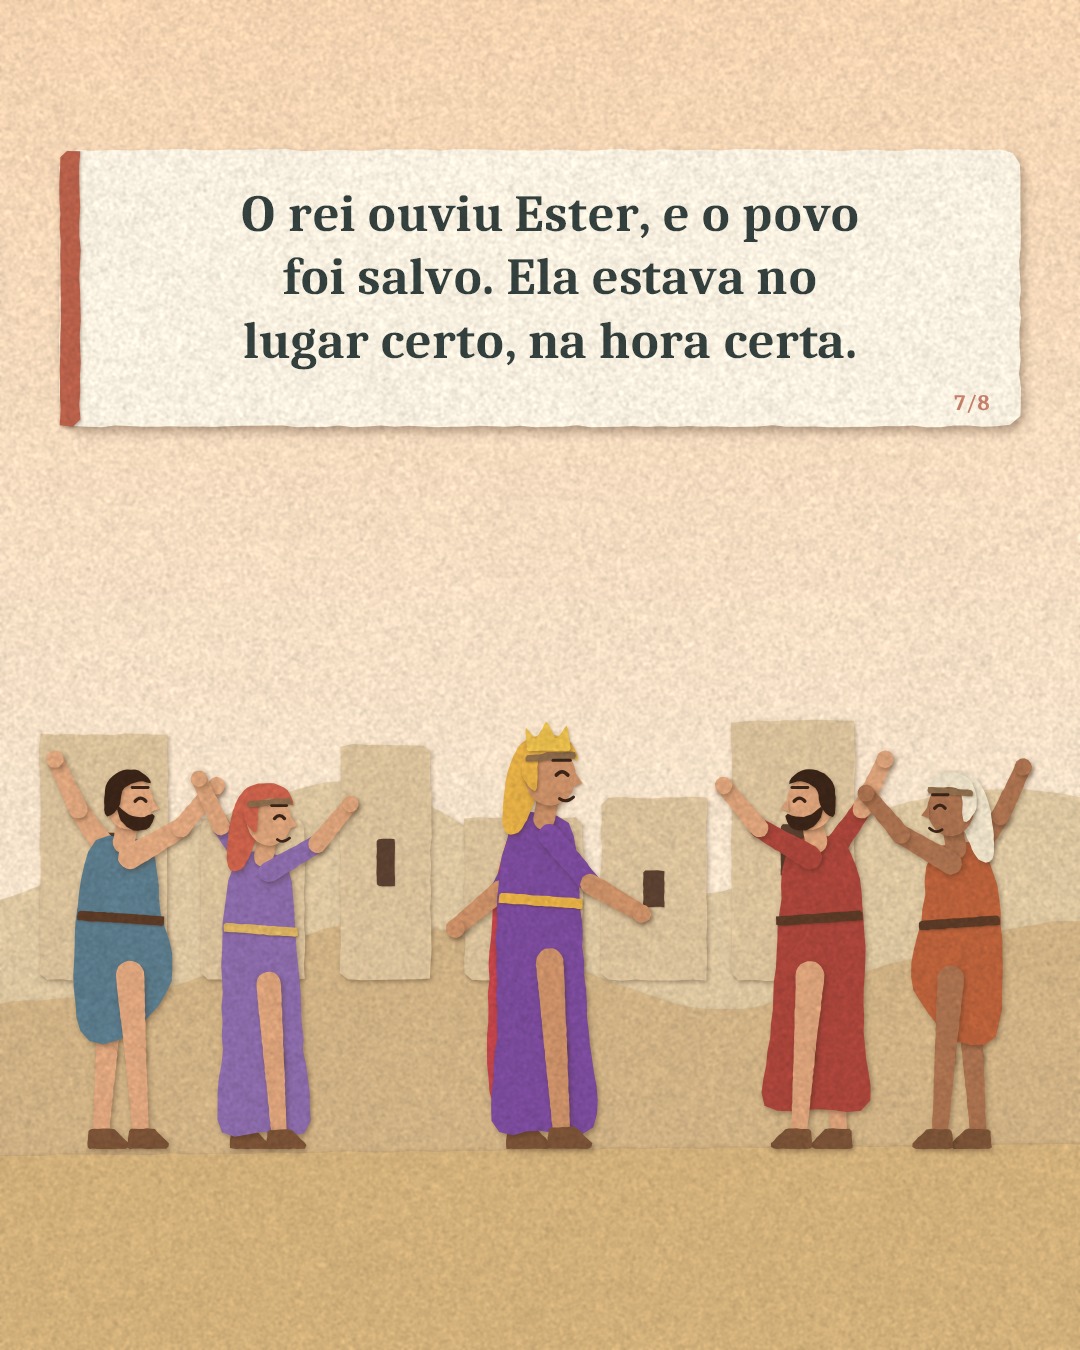 O rei ouviu Ester, e o povo
foi salvo. Ela estava no
lugar certo, na hora certa.
7/8